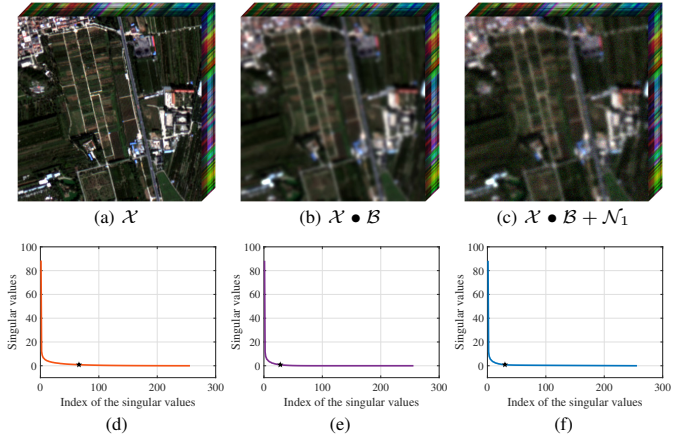 (a) 𝒳
(b) 𝒳 • ℬ
(c) 𝒳 • ℬ + 𝒩₁
100
80
60
40
20
0
Singular values
0 100 200 300
Index of the singular values
(d)
100
80
60
40
20
0
Singular values
0 100 200 300
Index of the singular values
(e)
100
80
60
40
20
0
Singular values
0 100 200 300
Index of the singular values
(f)